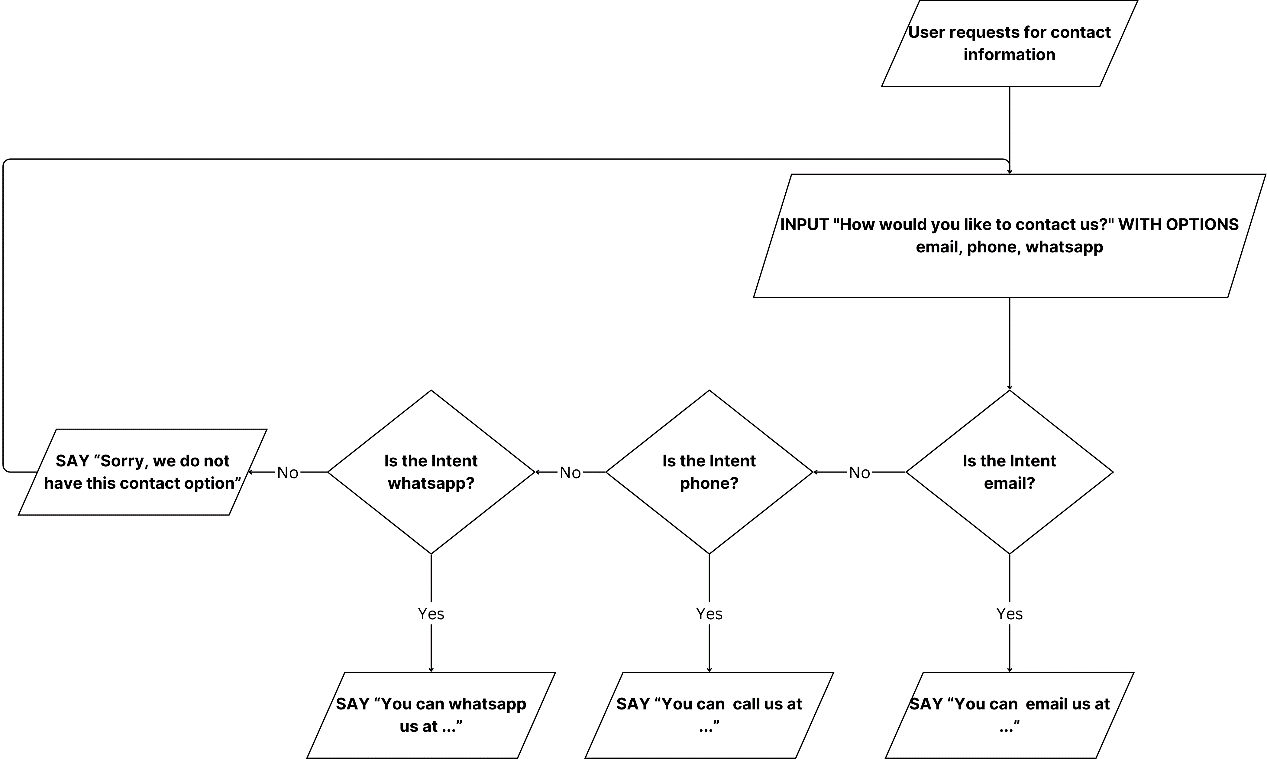 User requests for contact
information
INPUT "How would you like to contact us?" WITH OPTIONS
email, phone, whatsapp
Is the Intent
email?
No
Is the Intent
phone?
No
Is the Intent
whatsapp?
No
SAY “Sorry, we do not
have this contact option”
Yes
Yes
Yes
SAY “You can whatsapp
us at ...”
SAY “You can  call us at
...”
SAY “You can  email us at
...“